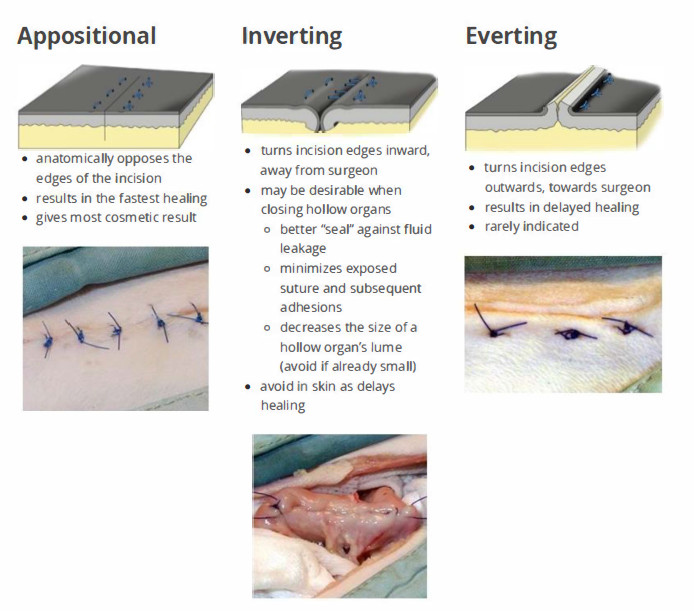 Appositional
anatomically opposes the
edges of the incision
results in the fastest healing
gives most cosmetic result
Inverting
turns incision edges inward,
away from surgeon
may be desirable when
closing hollow organs
better “seal” against fluid
leakage
minimizes exposed
suture and subsequent
adhesions
decreases the size of a
hollow organ’s lume
(avoid if already small)
avoid in skin as delays
healing
Everting
turns incision edges
outwards, towards surgeon
results in delayed healing
rarely indicated